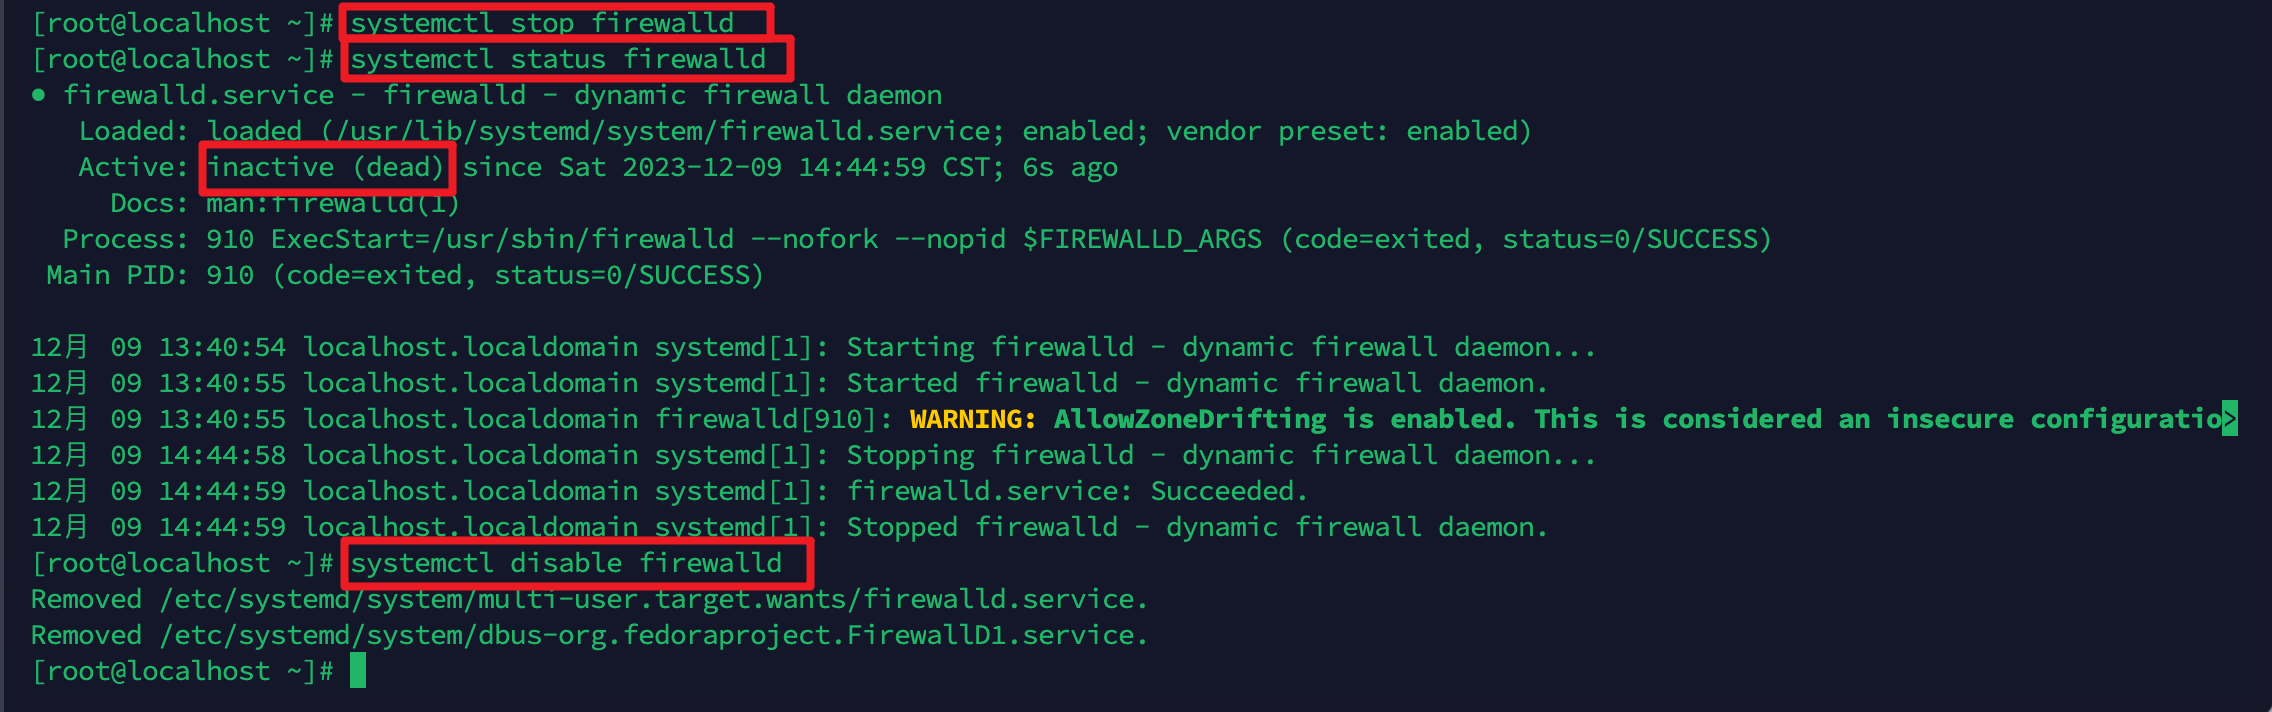 [root@localhost ~]# systemctl stop firewalld
[root@localhost ~]# systemctl status firewalld
● firewalld.service - firewalld - dynamic firewall daemon
   Loaded: loaded (/usr/lib/systemd/system/firewalld.service; enabled; vendor preset: enabled)
   Active: inactive (dead) since Sat 2023-12-09 14:44:59 CST; 6s ago
     Docs: man:firewalld(1)
  Process: 910 ExecStart=/usr/sbin/firewalld --nofork --nopid $FIREWALLD_ARGS (code=exited, status=0/SUCCESS)
 Main PID: 910 (code=exited, status=0/SUCCESS)

12月 09 13:40:54 localhost.localdomain systemd[1]: Starting firewalld - dynamic firewall daemon...
12月 09 13:40:55 localhost.localdomain systemd[1]: Started firewalld - dynamic firewall daemon.
12月 09 13:40:55 localhost.localdomain firewalld[910]: WARNING: AllowZoneDrifting is enabled. This is considered an insecure configuratio>
12月 09 14:44:58 localhost.localdomain systemd[1]: Stopping firewalld - dynamic firewall daemon...
12月 09 14:44:59 localhost.localdomain systemd[1]: firewalld.service: Succeeded.
12月 09 14:44:59 localhost.localdomain systemd[1]: Stopped firewalld - dynamic firewall daemon.
[root@localhost ~]# systemctl disable firewalld
Removed /etc/systemd/system/multi-user.target.wants/firewalld.service.
Removed /etc/systemd/system/dbus-org.fedoraproject.FirewallD1.service.
[root@localhost ~]#